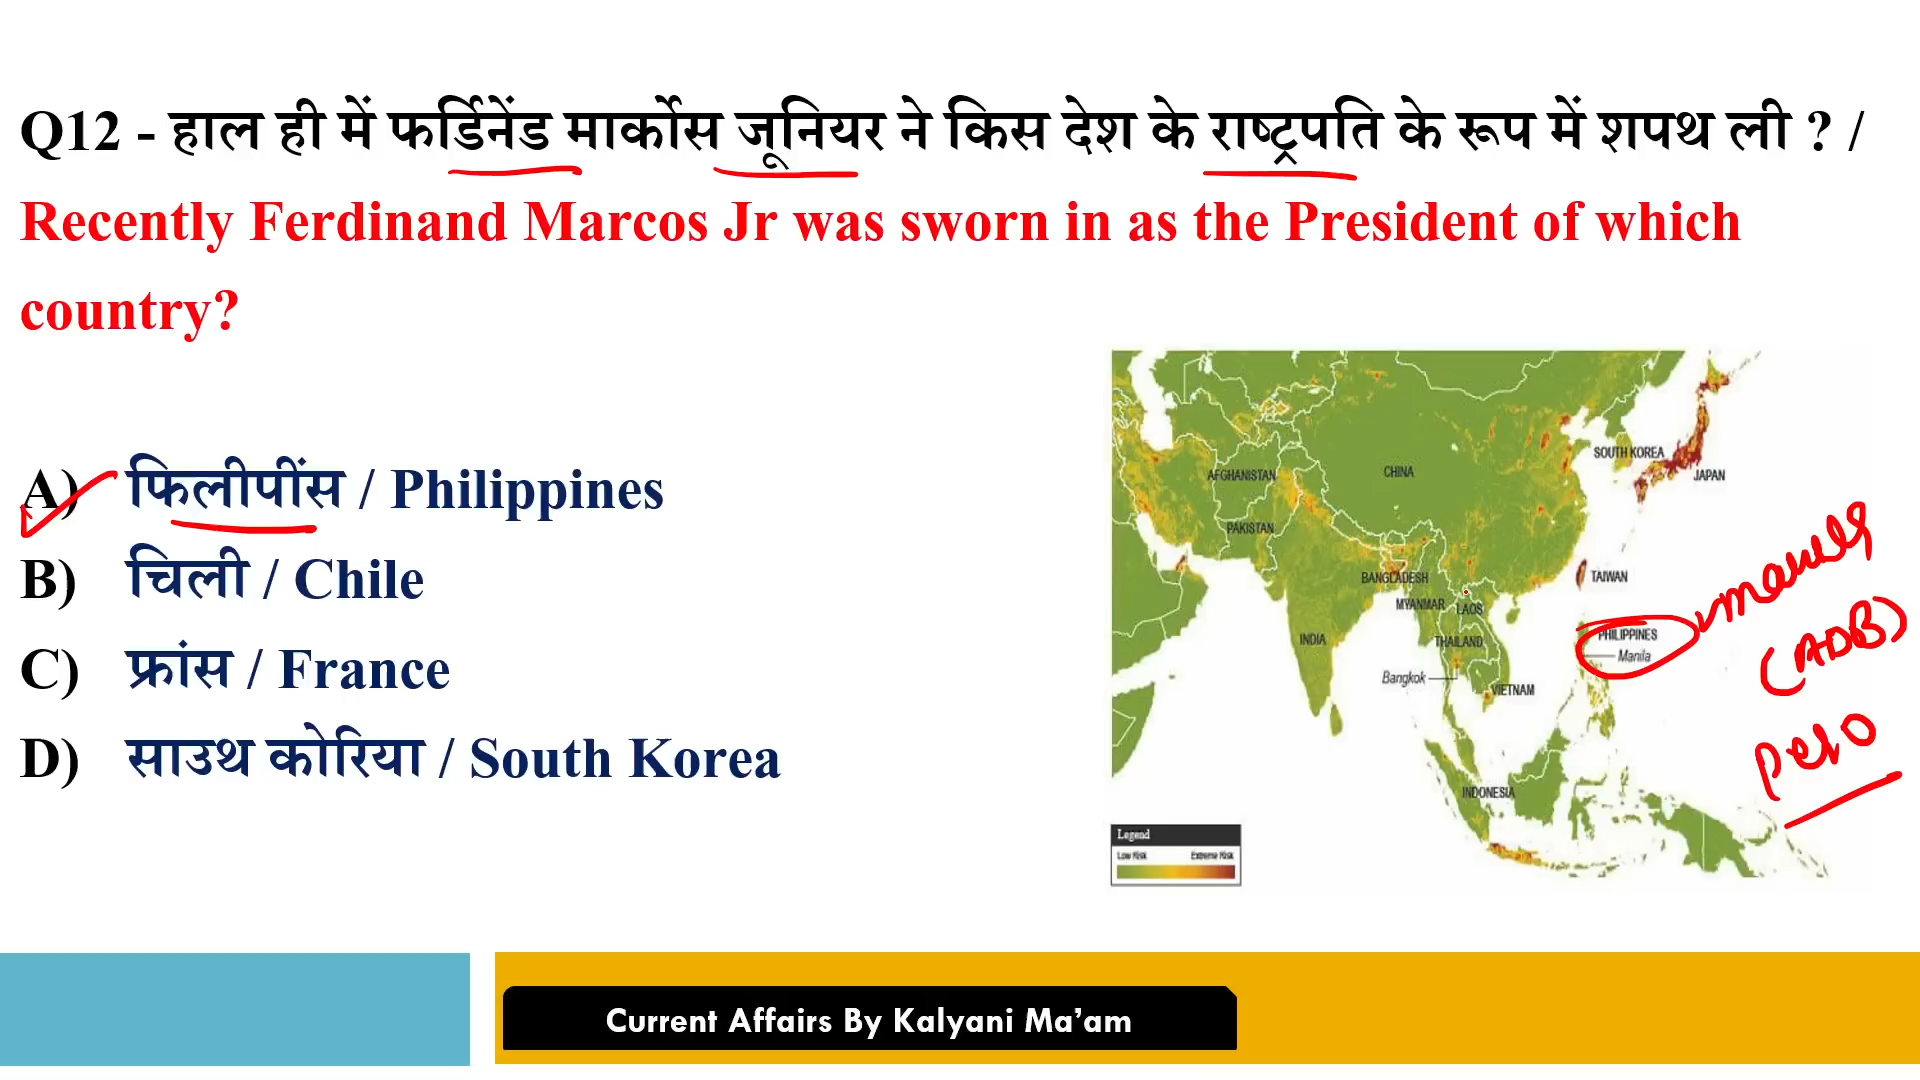 Q12 - हाल ही में फर्डिनेंड मार्कोस जूनियर ने किस देश के राष्ट्रपति के रूप में शपथ ली ? /
Recently Ferdinand Marcos Jr was sworn in as the President of which
country?
A) फिलीपींस / Philippines
B) चिली / Chile
C) फ्रांस / France
D) साउथ कोरिया / South Korea
SOUTH KOREA
JAPAN
CHINA
AFGHANISTAN
PAKISTAN
BANGLADESH
TAIWAN
MYANMAR
LAOS
INDIA
THAILAND
PHILIPPINES
Manila
Bangkok
VIETNAM
INDONESIA
(ADB)
Peso
Legend
Low Risk Extreme Risk
Current Affairs By Kalyani Ma’am